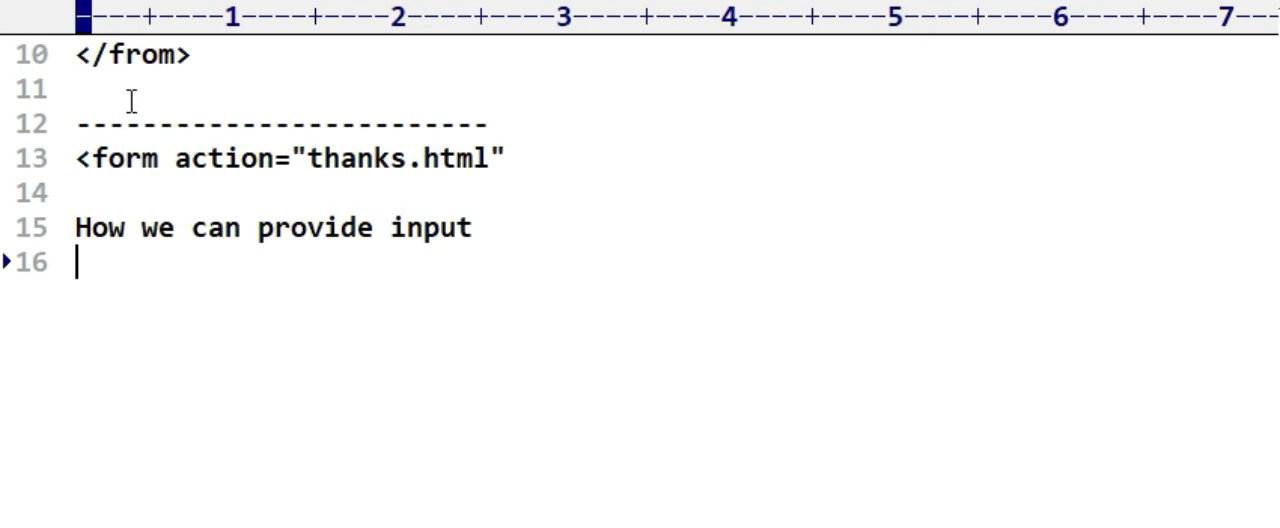 ----+----1----+----2----+----3----+----4----+----5----+----6----+----7---
10 </from>
11
12 -------------------------
13 <form action="thanks.html"
14
15 How we can provide input
16